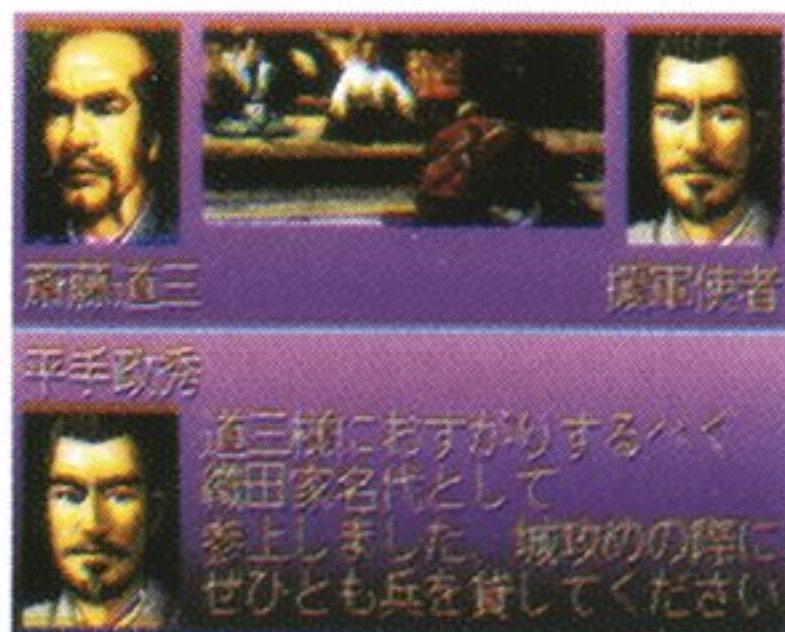 斎藤道三
援軍使者
平手政秀
道三様におすがりするべく
織田家名代として
参上しました、城攻めの際に
ぜひとも兵を貸してください